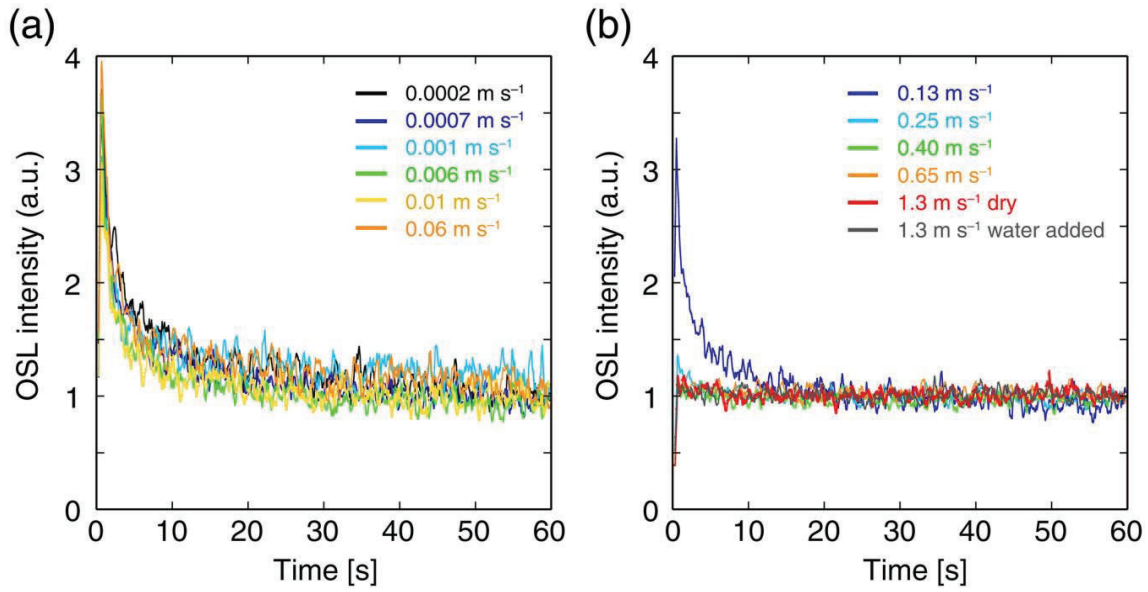 (a)
4
3
2
1
0
OSL intensity (a.u.)
0.0002 m s⁻¹
0.0007 m s⁻¹
0.001 m s⁻¹
0.006 m s⁻¹
0.01 m s⁻¹
0.06 m s⁻¹
0 10 20 30 40 50 60
Time [s]
(b)
4
3
2
1
0
OSL intensity (a.u.)
0.13 m s⁻¹
0.25 m s⁻¹
0.40 m s⁻¹
0.65 m s⁻¹
1.3 m s⁻¹ dry
1.3 m s⁻¹ water added
0 10 20 30 40 50 60
Time [s]